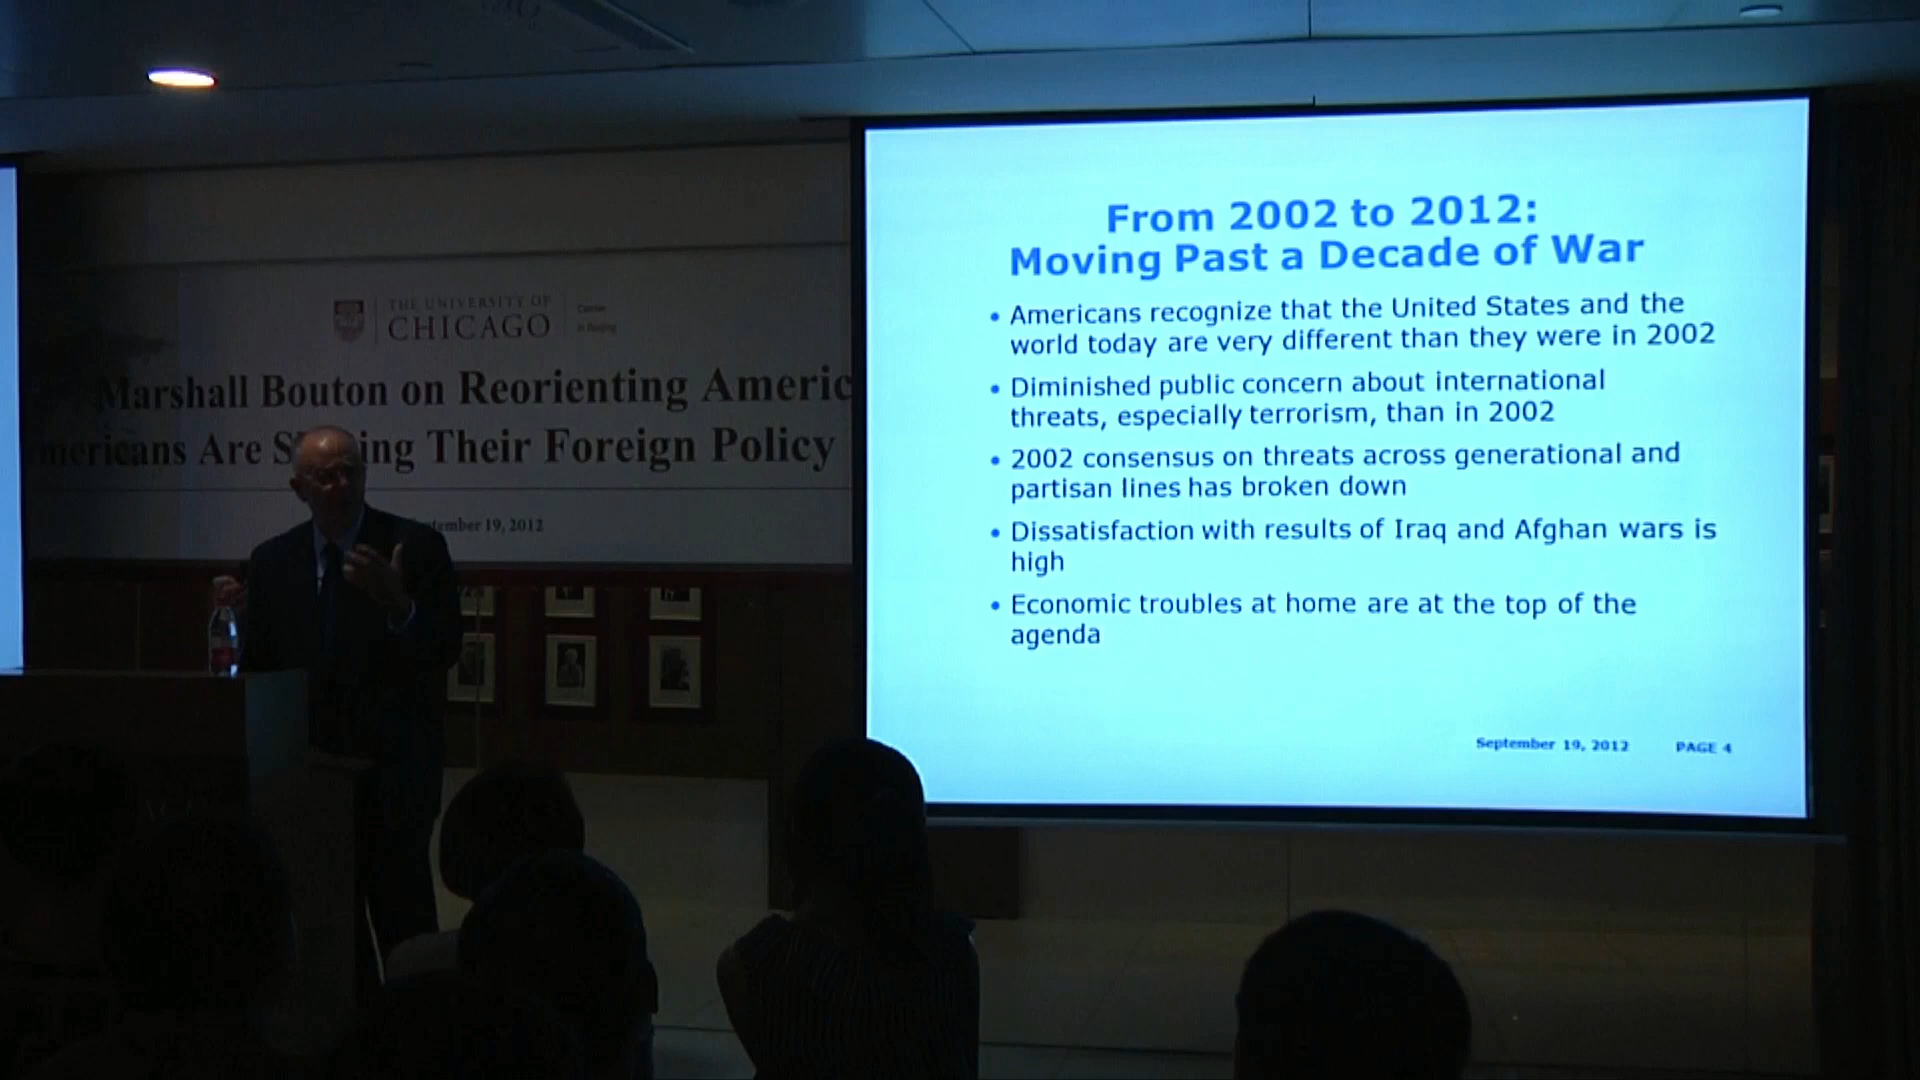 THE UNIVERSITY OF
CHICAGO
Center
in Beijing
Marshall Bouton on Reorienting Americ
mericans Are S ing Their Foreign Policy
tember 19, 2012
From 2002 to 2012:
Moving Past a Decade of War
• Americans recognize that the United States and the
world today are very different than they were in 2002
• Diminished public concern about international
threats, especially terrorism, than in 2002
• 2002 consensus on threats across generational and
partisan lines has broken down
• Dissatisfaction with results of Iraq and Afghan wars is
high
• Economic troubles at home are at the top of the
agenda
September 19, 2012 PAGE 4